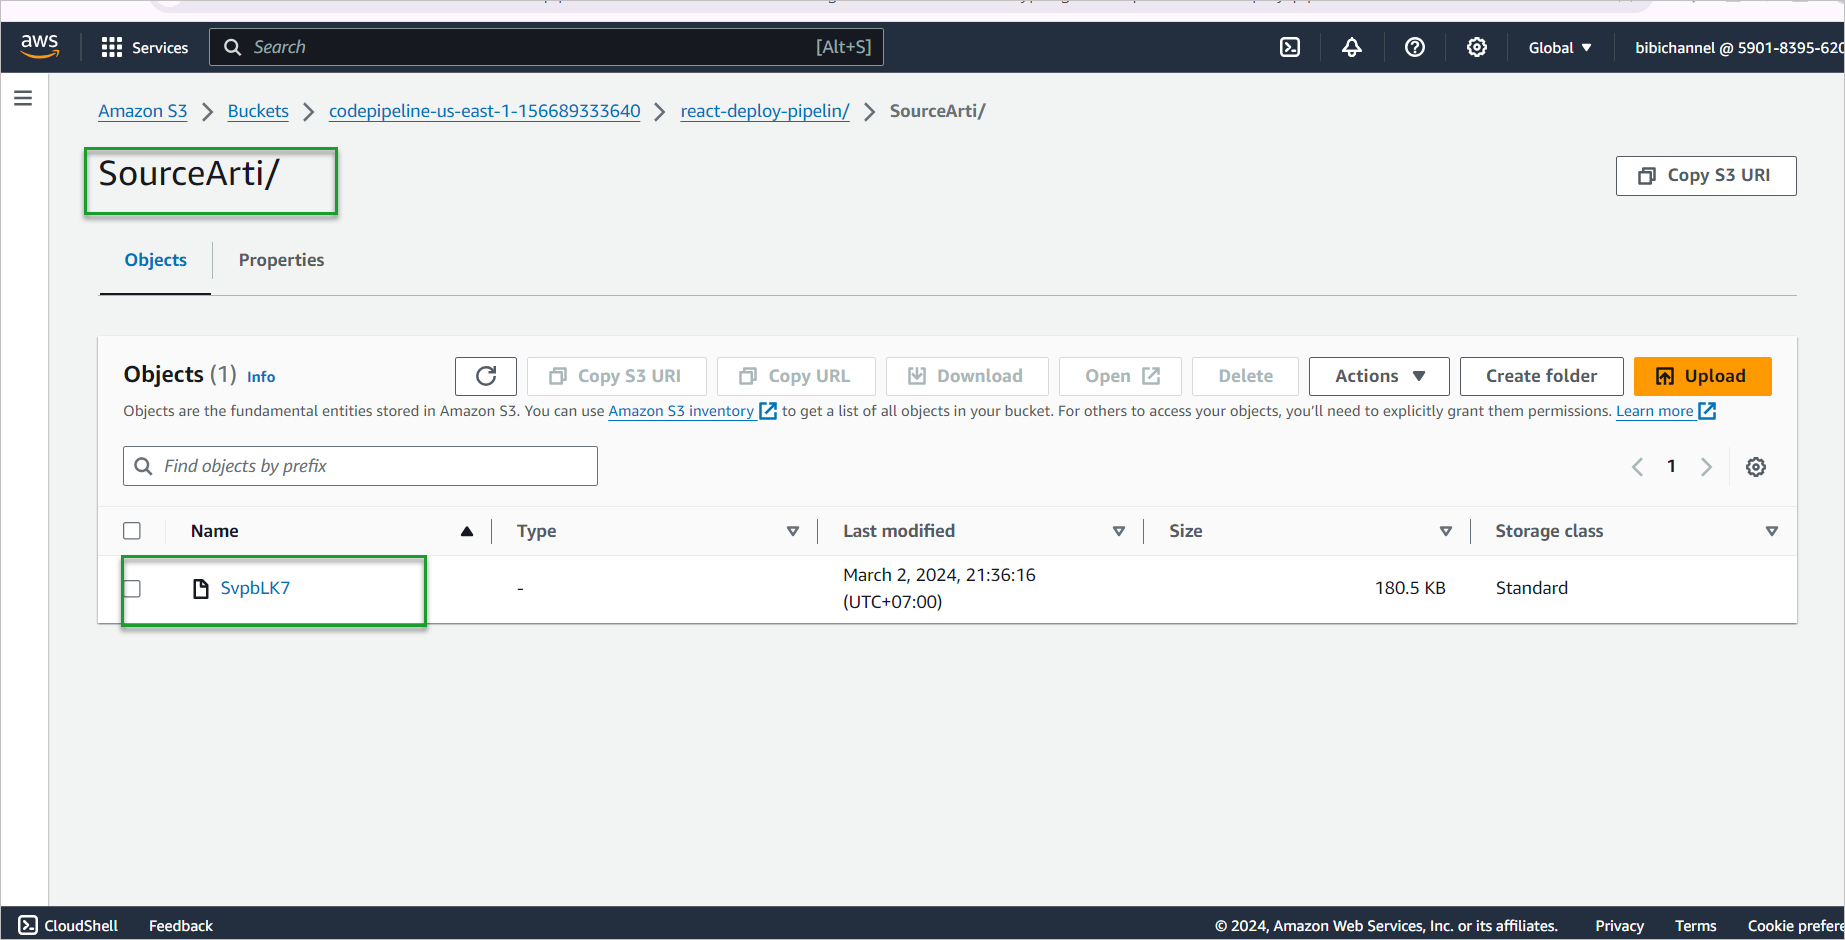 aws Services Search [Alt+S] Global bibichannel @ 5901-8395-620
Amazon S3 Buckets codepipeline-us-east-1-156689333640 react-deploy-pipelin/ SourceArti/
SourceArti/
Copy S3 URI
Objects Properties
Objects (1) Info Copy S3 URI Copy URL Download Open Delete Actions Create folder Upload
Objects are the fundamental entities stored in Amazon S3. You can use Amazon S3 inventory to get a list of all objects in your bucket. For others to access your objects, you'll need to explicitly grant them permissions. Learn more
Find objects by prefix 1
Name Type Last modified Size Storage class
SvpbLK7 - March 2, 2024, 21:36:16 180.5 KB Standard
(UTC+07:00)
CloudShell Feedback © 2024, Amazon Web Services, Inc. or its affiliates. Privacy Terms Cookie prefere